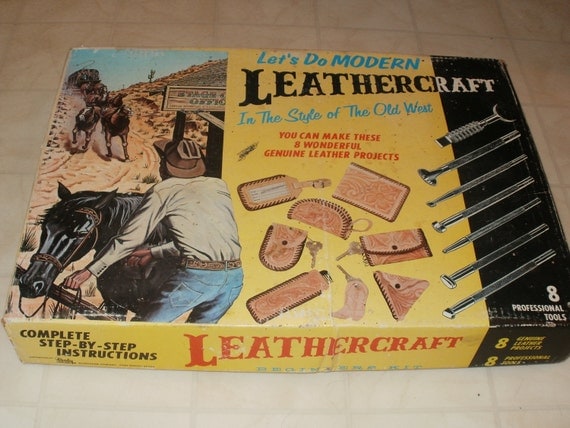 Let's Do MODERN
LEATHERCRAFT
In The Style of The Old West
YOU CAN MAKE THESE
8 WONDERFUL
GENUINE LEATHER PROJECTS
STAGE
OFFICE
8
PROFESSIONAL
TOOLS
COMPLETE
STEP-BY-STEP
INSTRUCTIONS
LEATHERCRAFT
BEGINNERS KIT
8 GENUINE
LEATHER
PROJECTS
8 PROFESSIONAL
TOOLS